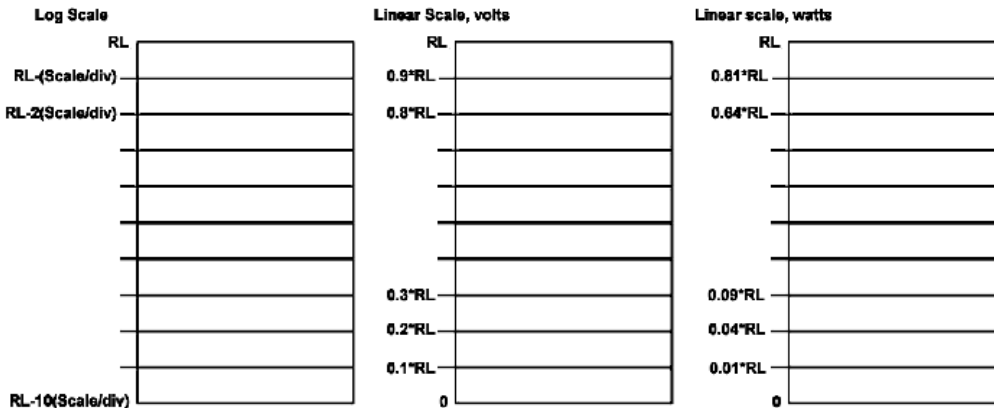 Log Scale
RL
RL-(Scale/div)
RL-2(Scale/div)
RL-10(Scale/div)
Linear Scale, volts
RL
0.9*RL
0.8*RL
0.3*RL
0.2*RL
0.1*RL
0
Linear scale, watts
RL
0.81*RL
0.64*RL
0.09*RL
0.04*RL
0.01*RL
0